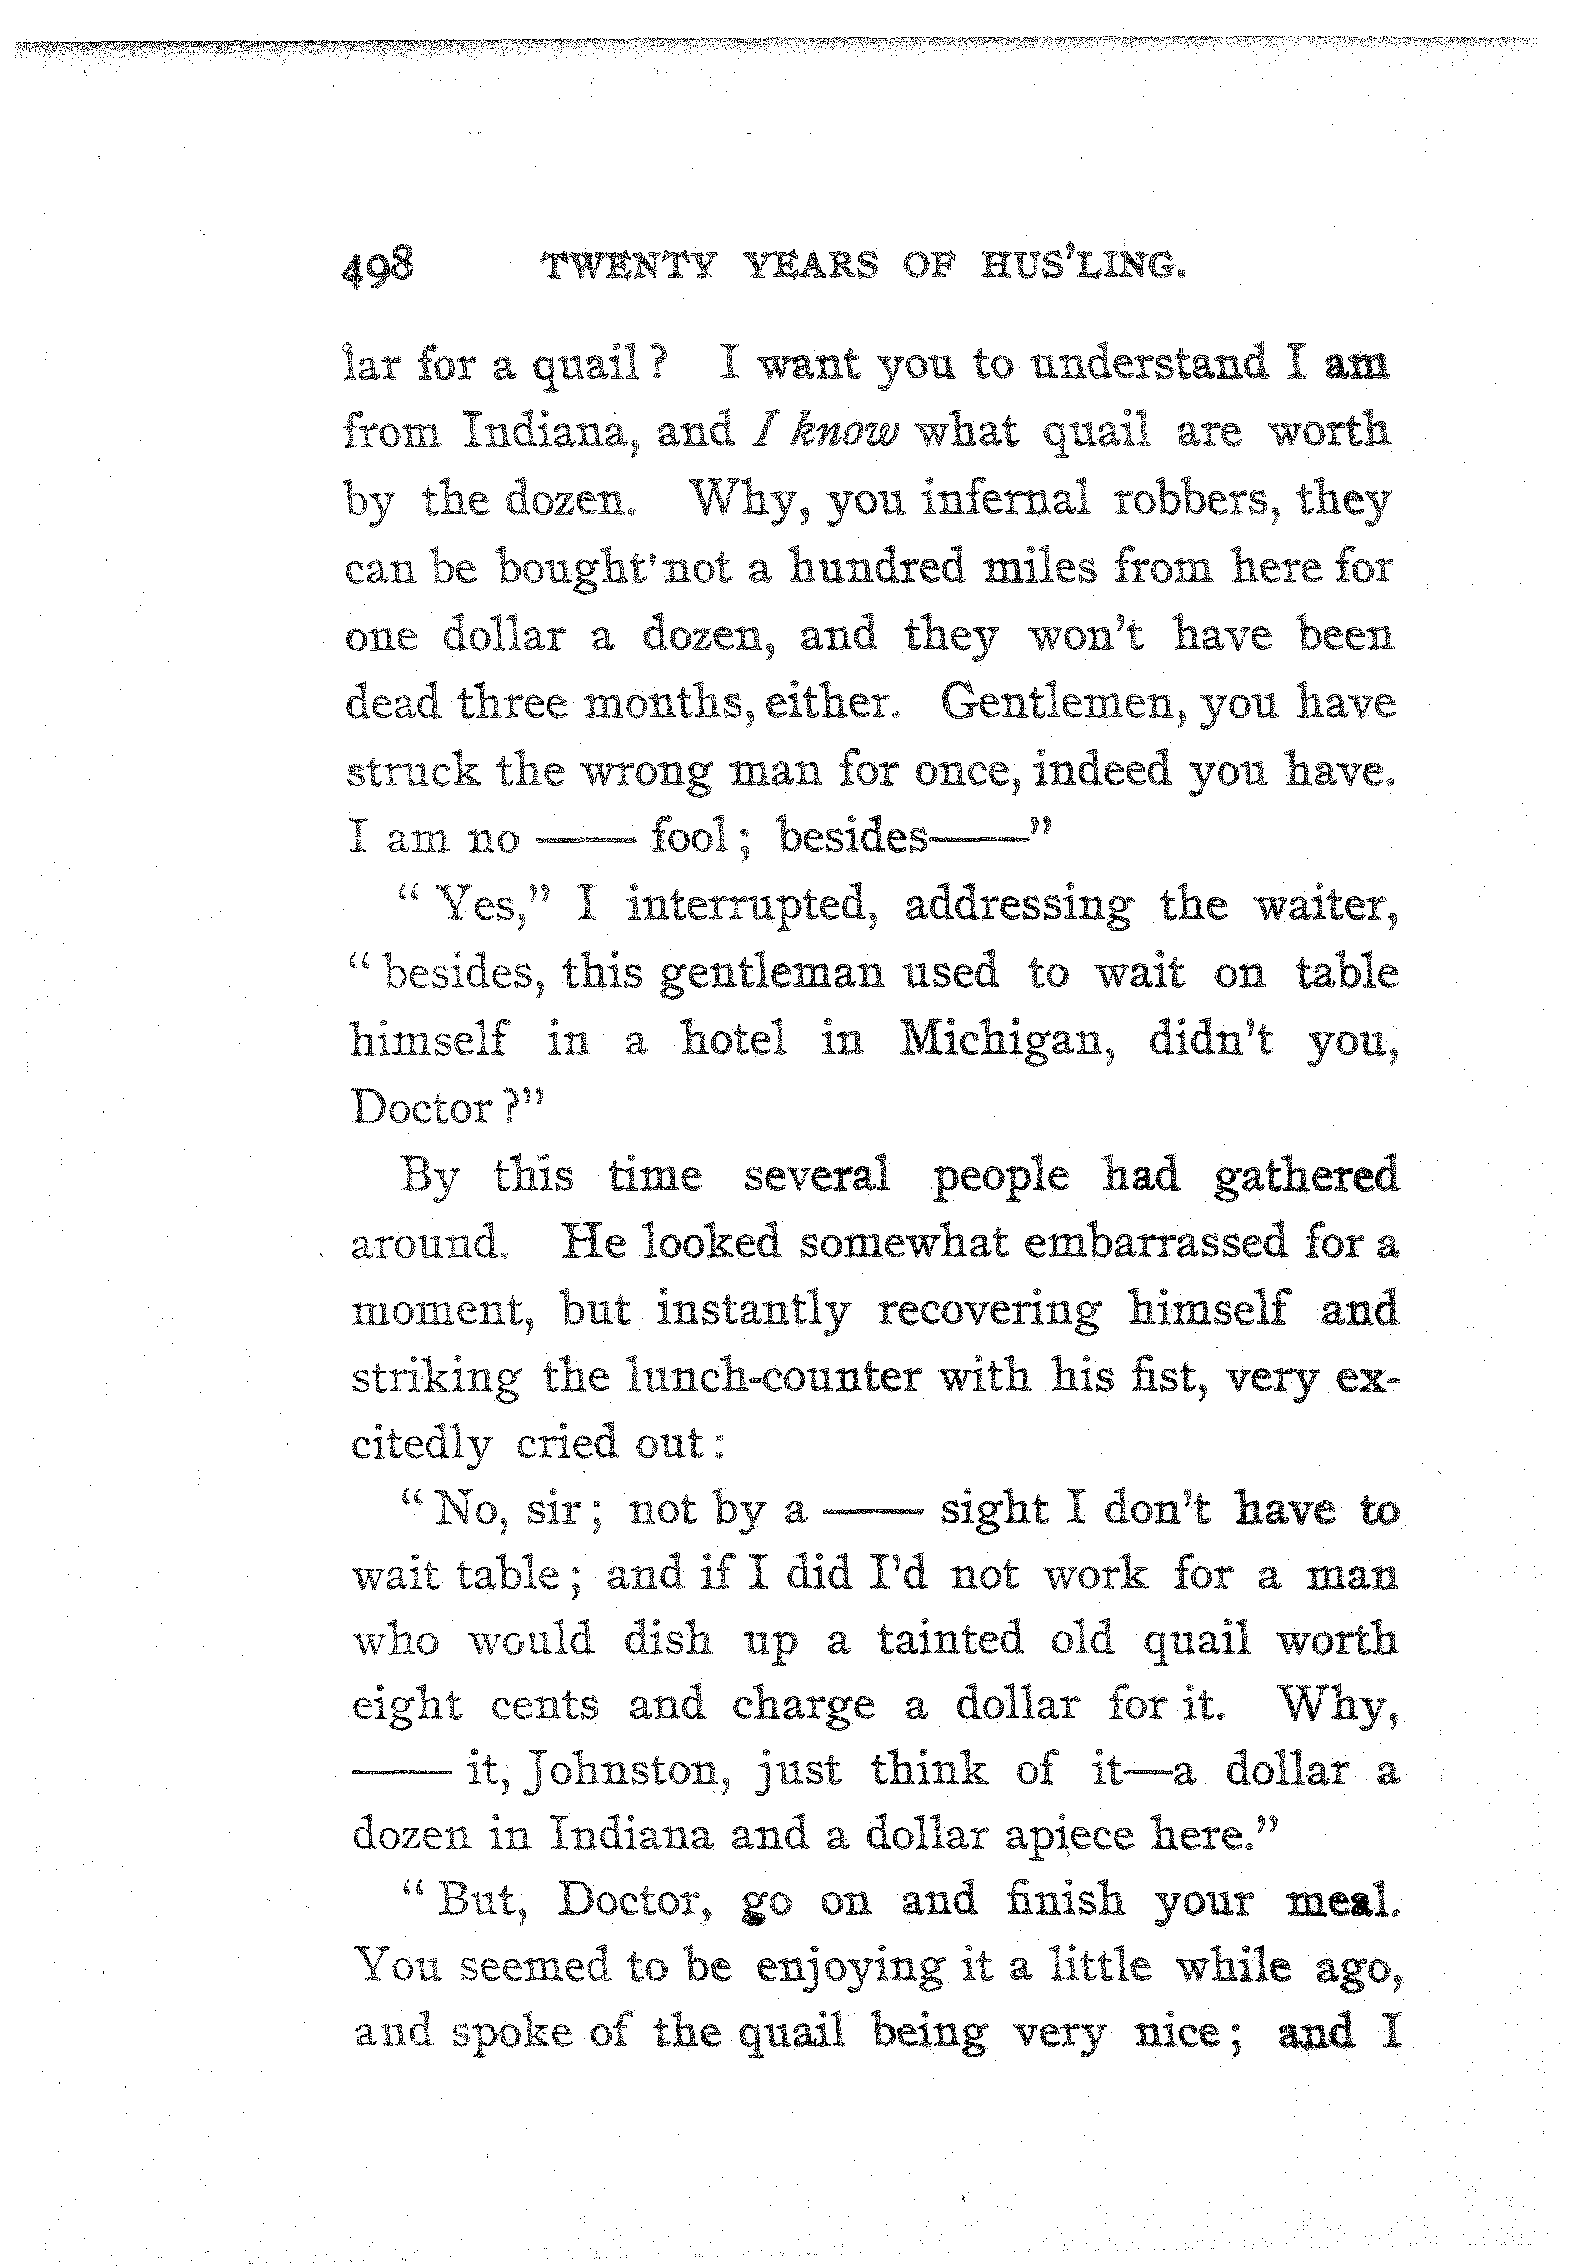 498 TWENTY YEARS OF HUS'LING.
lar for a quail? I want you to understand I am
from Indiana, and I know what quail are worth
by the dozen. Why, you infernal robbers, they
can be bought not a hundred miles from here for
one dollar a dozen, and they won't have been
dead three months, either. Gentlemen, you have
struck the wrong man for once, indeed you have.
I am no —— fool; besides——"
"Yes," I interrupted, addressing the waiter,
"besides, this gentleman used to wait on table
himself in a hotel in Michigan, didn't you,
Doctor?"
By this time several people had gathered
around. He looked somewhat embarrassed for a
moment, but instantly recovering himself and
striking the lunch-counter with his fist, very ex-
citedly cried out:
"No, sir; not by a —— sight I don't have to
wait table; and if I did I'd not work for a man
who would dish up a tainted old quail worth
eight cents and charge a dollar for it. Why,
—— it, Johnston, just think of it—a dollar a
dozen in Indiana and a dollar apiece here."
"But, Doctor, go on and finish your meal.
You seemed to be enjoying it a little while ago,
and spoke of the quail being very nice; and I